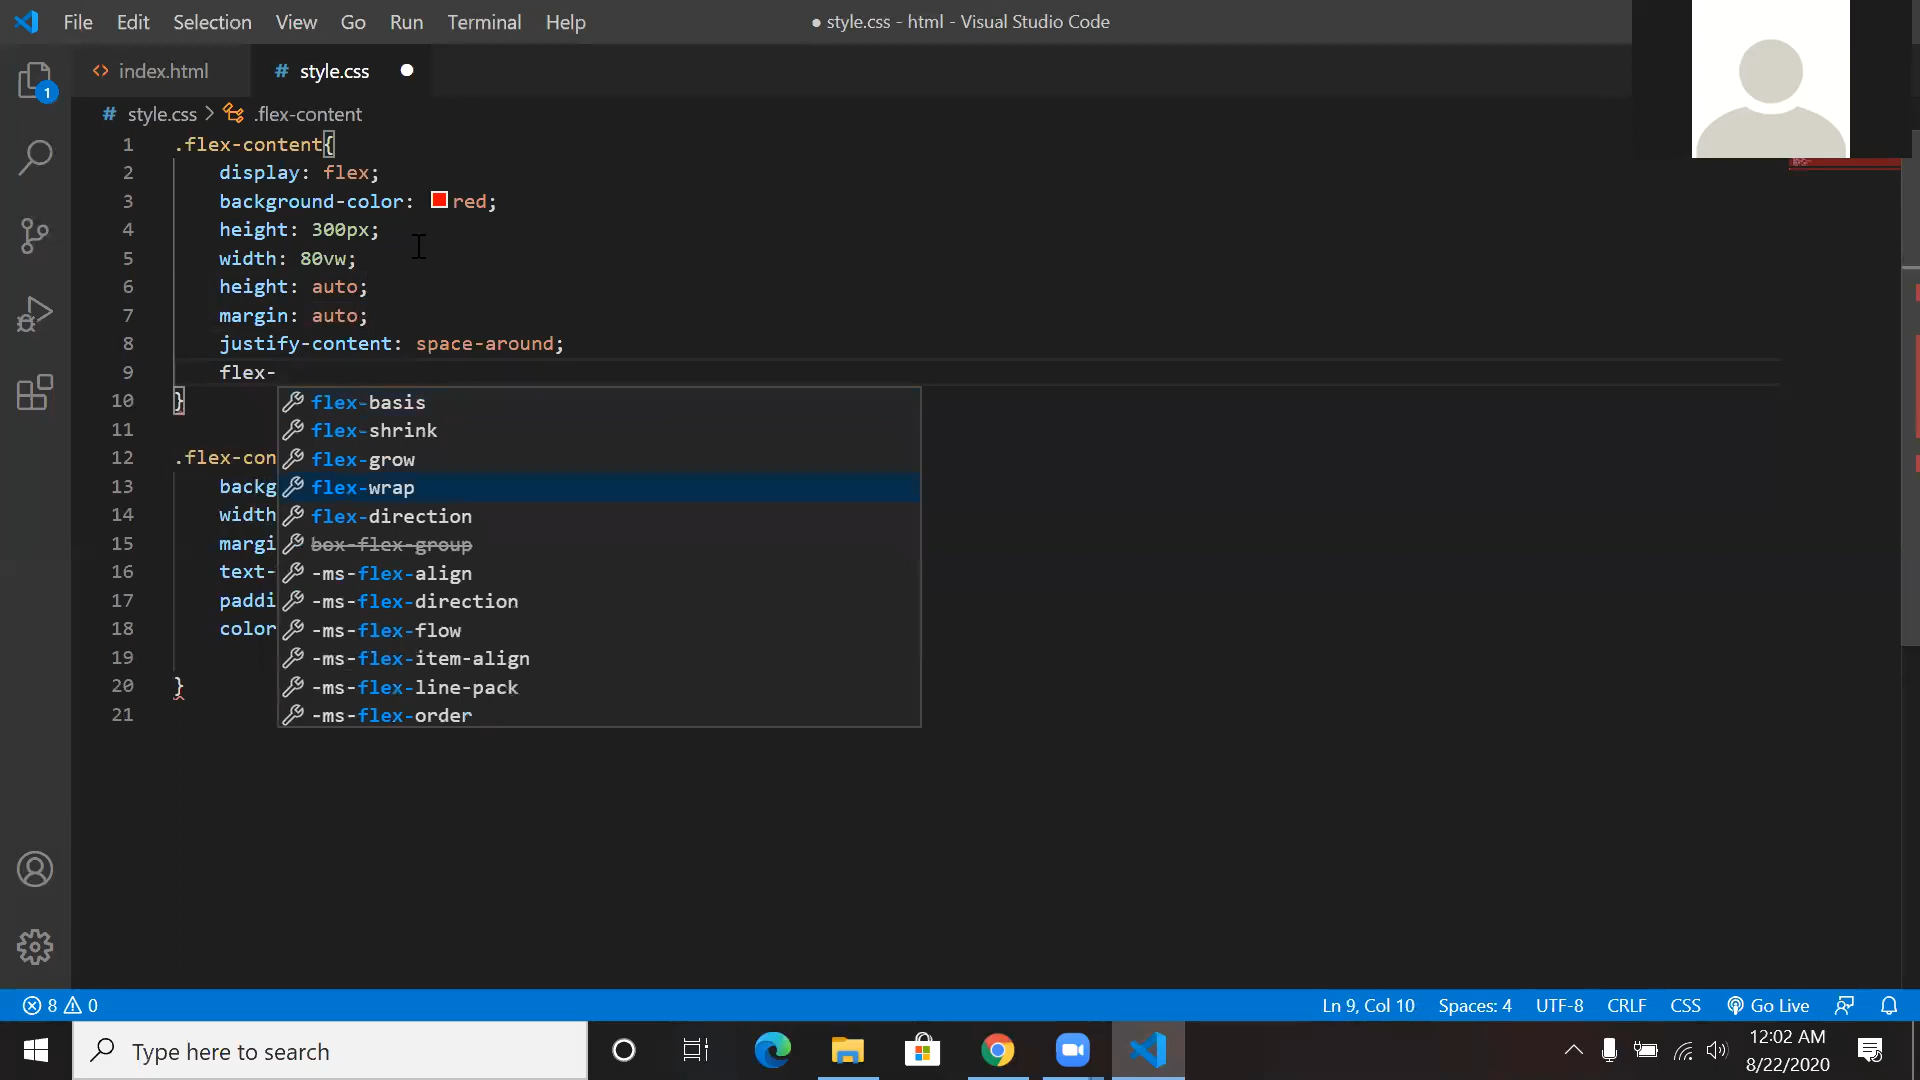 File Edit Selection View Go Run Terminal Help
● style.css - html - Visual Studio Code
1
<> index.html
# style.css ●
# style.css > .flex-content
1 .flex-content{
2 display: flex;
3 background-color: red;
4 height: 300px;
5 width: 80vw;
6 height: auto;
7 margin: auto;
8 justify-content: space-around;
9 flex-
10 }
11
12 .flex-con
13 backg
14 width
15 margi
16 text-
17 paddi
18 color
19
20 }
21
flex-basis
flex-shrink
flex-grow
flex-wrap
flex-direction
box-flex-group
-ms-flex-align
-ms-flex-direction
-ms-flex-flow
-ms-flex-item-align
-ms-flex-line-pack
-ms-flex-order
8 0
Ln 9, Col 10 Spaces: 4 UTF-8 CRLF CSS Go Live
Type here to search
12:02 AM
8/22/2020